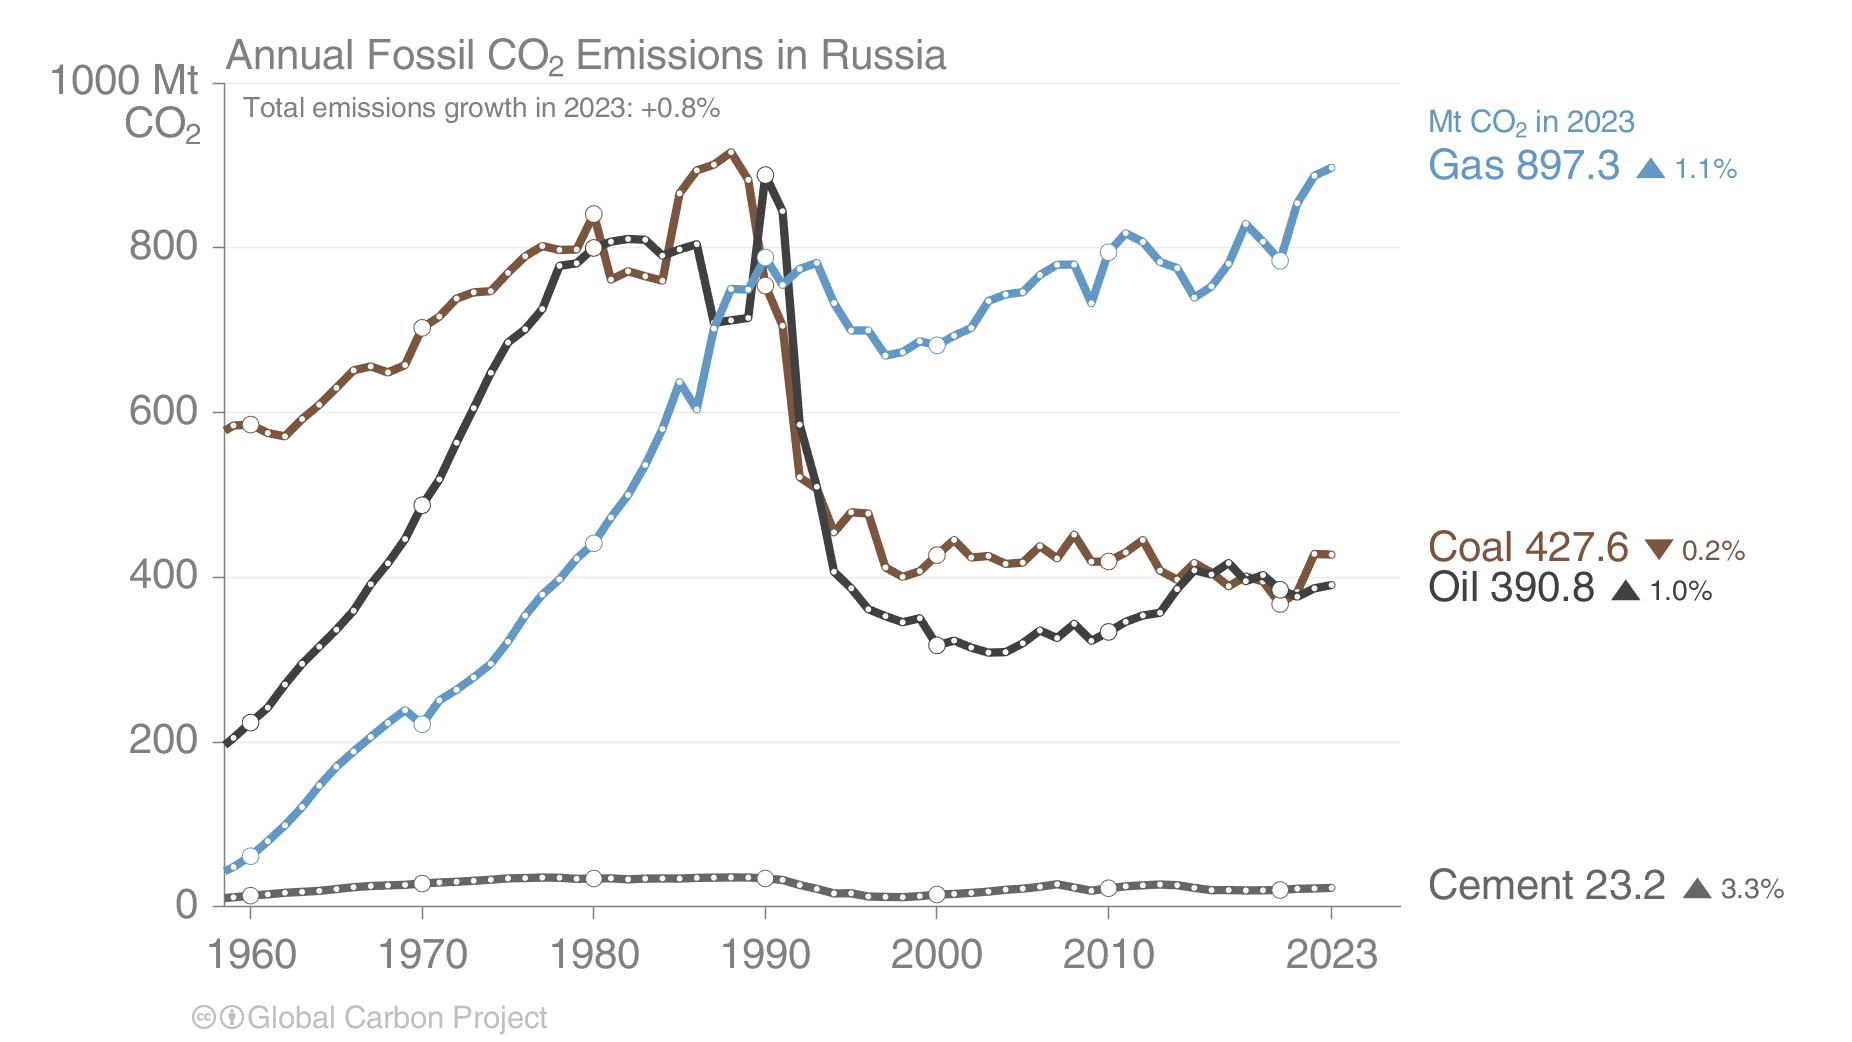 Annual Fossil CO₂ Emissions in Russia
1000 Mt
CO₂
Total emissions growth in 2023: +0.8%
Mt CO₂ in 2023
Gas 897.3 ▲ 1.1%
800
600
Coal 427.6 ▼ 0.2%
400
Oil 390.8 ▲ 1.0%
200
Cement 23.2 ▲ 3.3%
0
1960 1970 1980 1990 2000 2010 2023
Global Carbon Project